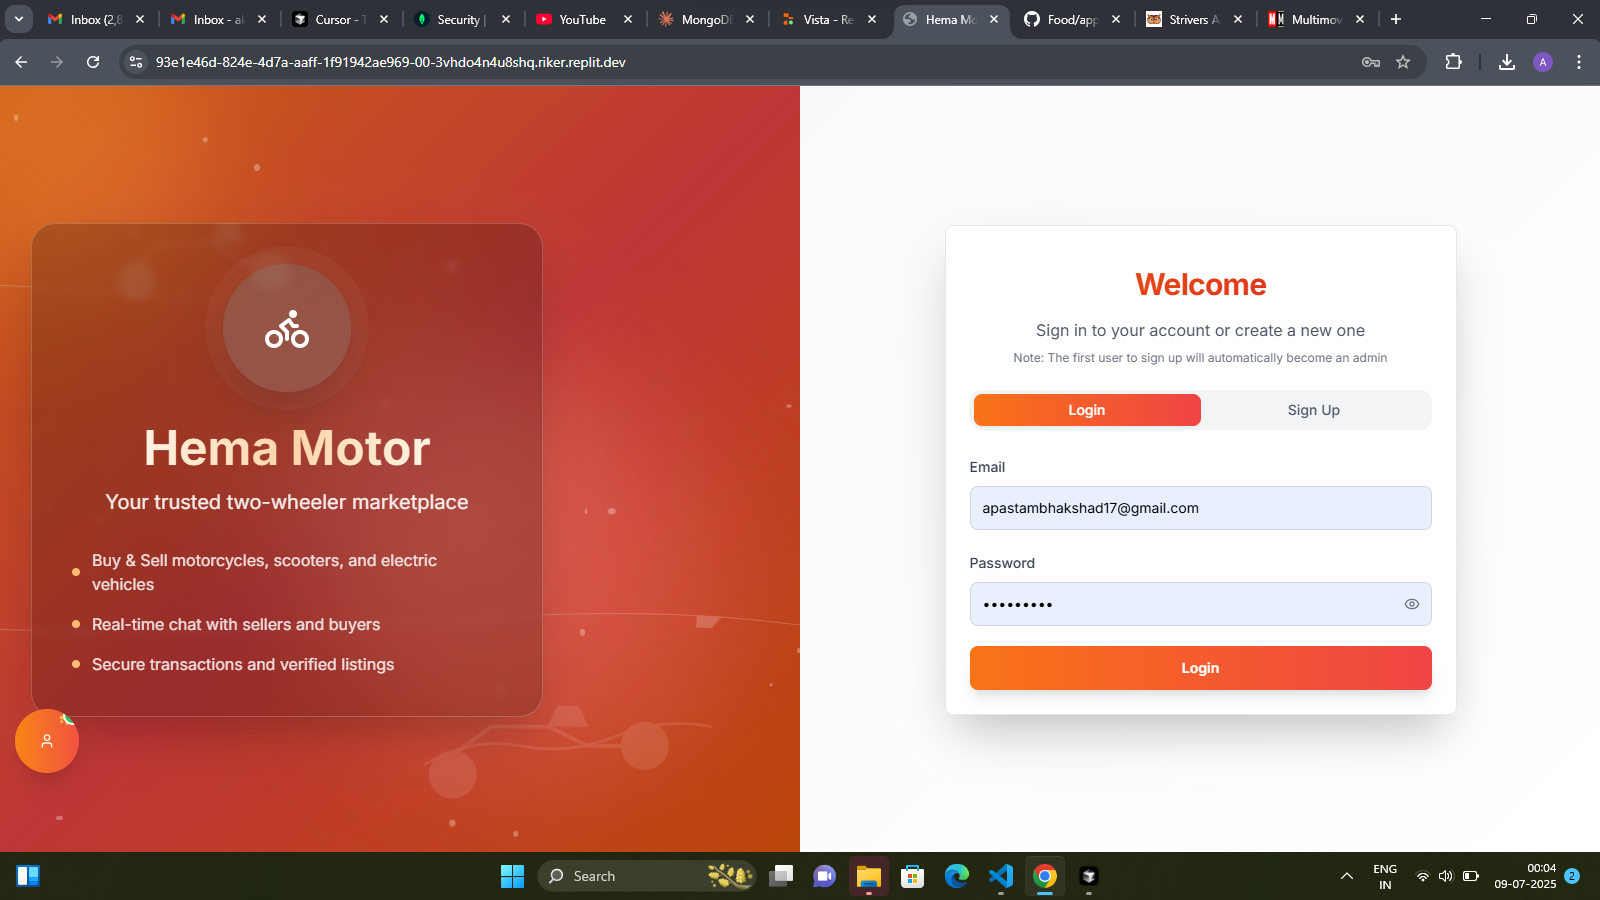 Inbox (2,8
Inbox - al
Cursor - T
Security |
YouTube
MongoDB
Vista - Re
Hema Mo
Food/app
Strivers A
Multimov
93e1e46d-824e-4d7a-aaff-1f91942ae969-00-3vhdo4n4u8shq.riker.replit.dev
A
Hema Motor
Your trusted two-wheeler marketplace
Buy & Sell motorcycles, scooters, and electric
vehicles
Real-time chat with sellers and buyers
Secure transactions and verified listings
Welcome
Sign in to your account or create a new one
Note: The first user to sign up will automatically become an admin
Login
Sign Up
Email
apastambhakshad17@gmail.com
Password
•••••••••
Login
Search
ENG
IN
00:04
09-07-2025
2